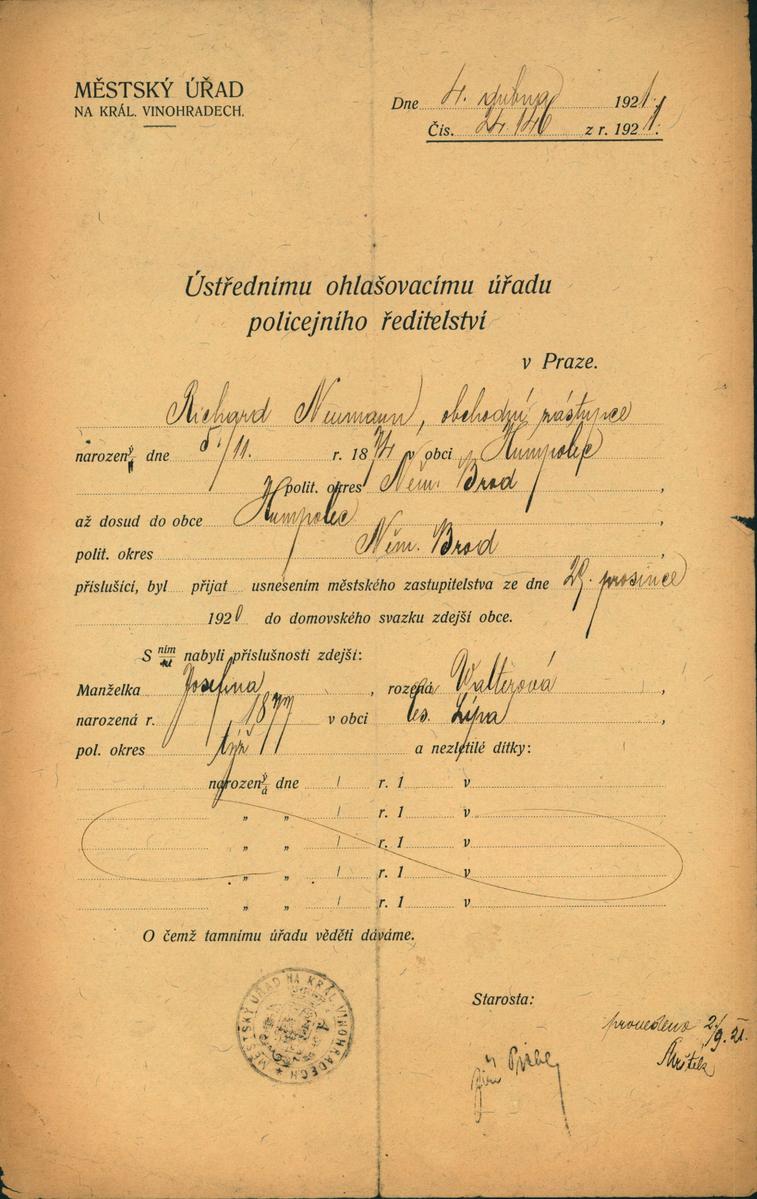 MĚSTSKÝ ÚŘAD
NA KRÁL. VINOHRADECH.
Dne 4. dubna 1921.
Čís. 24.146 z r. 1921.
Ústřednímu ohlašovacímu úřadu
policejního ředitelství
v Praze.
Richard Neumann, obchodní zástupce
narozený dne 5./11. r. 1874 v obci Humpolec
polit. okres Něm. Brod ,
až dosud do obce Humpolec ,
polit. okres Něm. Brod ,
příslušící, byl přijat usnesením městského zastupitelstva ze dne 29. prosince
1920 do domovského svazku zdejší obce.
S ním nabyli příslušnosti zdejší:
Manželka Josefina , rozená Walterová ,
narozená r. 1877 v obci Čes. Lípa ,
pol. okres týž a nezletilé dítky:
narozený/á dne / r. 1 v
„ „ / r. 1 v
„ „ / r. 1 v
„ „ / r. 1 v
„ „ / r. 1 v
O čemž tamnímu úřadu věděti dáváme.
MĚSTSKÝ ÚŘAD NA KRÁL. VINOHRADECH
Starosta:
provedeno 2/9. 21.